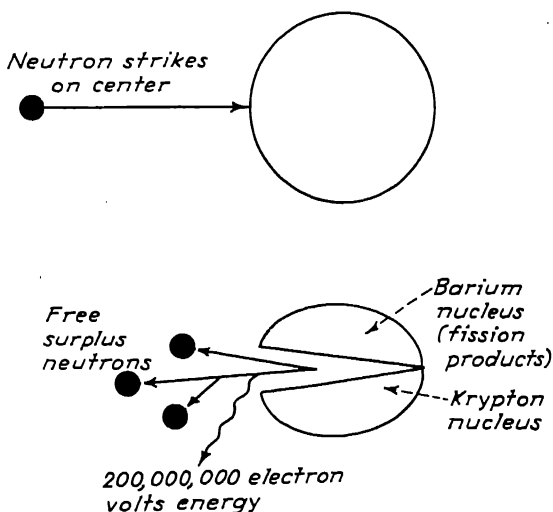 Neutron strikes
on center
Barium
nucleus
(fission
products)
Free
surplus
neutrons
Krypton
nucleus
200,000,000 electron
volts energy